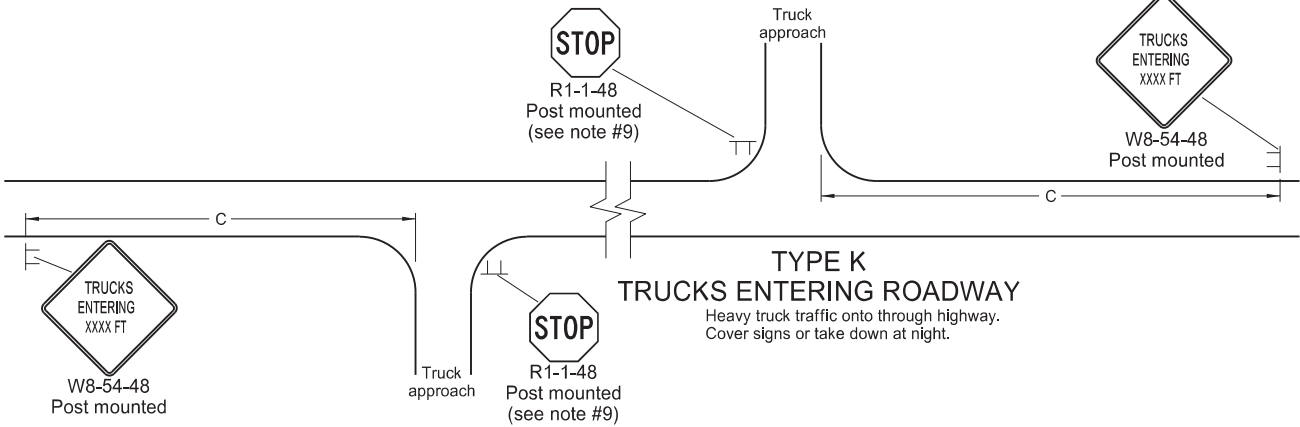 STOP
R1-1-48
Post mounted
(see note #9)
Truck
approach
TRUCKS
ENTERING
XXXX FT
W8-54-48
Post mounted
C
C
TRUCKS
ENTERING
XXXX FT
W8-54-48
Post mounted
Truck
approach
STOP
R1-1-48
Post mounted
(see note #9)
TYPE K
TRUCKS ENTERING ROADWAY
Heavy truck traffic onto through highway.
Cover signs or take down at night.